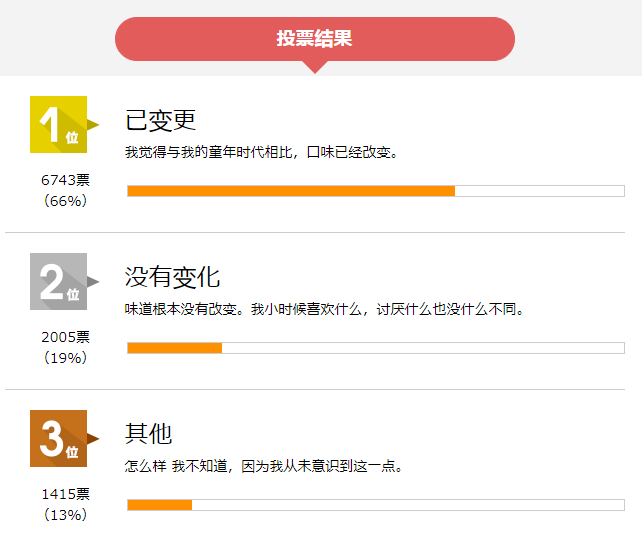 投票结果
1位
已变更
我觉得与我的童年时代相比，口味已经改变。
6743票
（66%）
2位
没有变化
味道根本没有改变。我小时候喜欢什么，讨厌什么也没什么不同。
2005票
（19%）
3位
其他
怎么样 我不知道，因为我从未意识到这一点。
1415票
（13%）